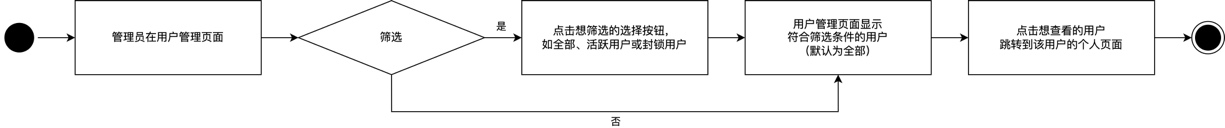 管理员在用户管理页面
筛选
是
点击想筛选的选择按钮,
如全部、活跃用户或封锁用户
用户管理页面显示
符合筛选条件的用户
（默认为全部）
点击想查看的用户
跳转到该用户的个人页面
否